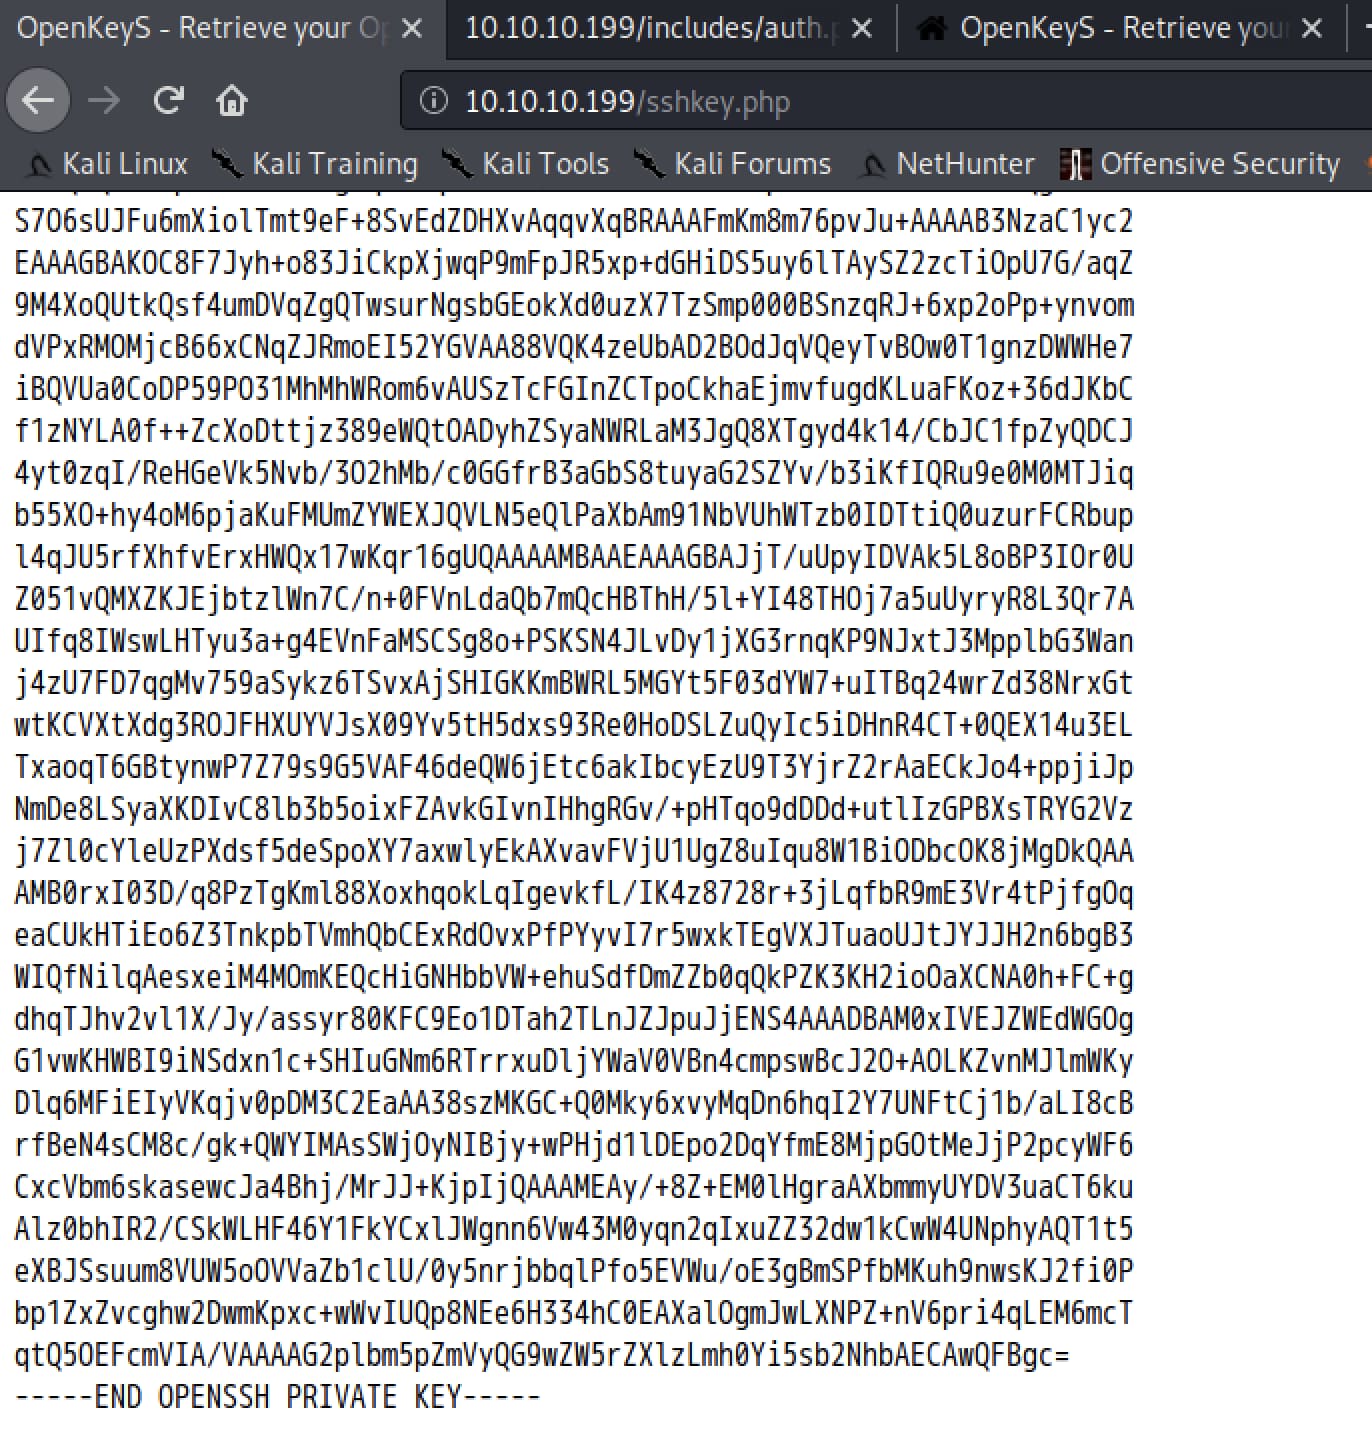 OpenKeyS - Retrieve your Op
10.10.10.199/includes/auth.p
OpenKeyS - Retrieve your
10.10.10.199/sshkey.php
Kali Linux Kali Training Kali Tools Kali Forums NetHunter Offensive Security
S7O6sUJFu6mXiolTmt9eF+8SvEdZDHXvAqqvXqBRAAAFmKm8m76pvJu+AAAAB3NzaC1yc2
EAAAGBAKOC8F7Jyh+o83JiCkpXjwqP9mFpJR5xp+dGHiDS5uy6lTAySZ2zcTiOpU7G/aqZ
9M4XoQUtkQsf4umDVqZgQTwsurNgsbGEokXd0uzX7TzSmp000BSnzqRJ+6xp2oPp+ynvom
dVPxRMOMjcB66xCNqZJRmoEI52YGVAA88VQK4zeUbAD2BOdJqVQeyTvBOw0T1gnzDWWHe7
iBQVUa0CoDP59PO31MhMhWRom6vAUSzTcFGInZCTpoCkhaEjmvfugdKLuaFKoz+36dJKbC
f1zNYLA0f++ZcXoDttjz389eWQtOADyhZSyaNWRLaM3JgQ8XTgyd4k14/CbJC1fpZyQDCJ
4yt0zqI/ReHGeVk5Nvb/3O2hMb/c0GGfrB3aGbS8tuyaG2SZYv/b3iKfIQRu9e0M0MTJiq
b55XO+hy4oM6pjaKuFMUmZYWEXJQVLN5eQlPaXbAm91NbVUhWTzb0IDTtiQ0uzurFCRbup
l4qJU5rfXhfvErxHWQx17wKqr16gUQAAAAMBAAEAAAGBAJjT/uUpyIDVAk5L8oBP3IOr0U
Z051vQMXZKJEjbtzlWn7C/n+0FVnLdaQb7mQcHBThH/5l+YI48THOj7a5uUyryR8L3Qr7A
UIfq8IWswLHTyu3a+g4EVnFaMSCSg8o+PSKSN4JLvDy1jXG3rnqKP9NJxtJ3MpplbG3Wan
j4zU7FD7qgMv759aSykz6TSvxAjSHIGKKmBWRL5MGYt5F03dYW7+uITBq24wrZd38NrxGt
wtKCVXtXdg3ROJFHXUYVJsX09Yv5tH5dxs93Re0HoDSLZuQyIc5iDHnR4CT+0QEX14u3EL
TxaoqT6GBtynwP7Z79s9G5VAF46deQW6jEtc6akIbcyEzU9T3YjrZ2rAaECkJo4+ppjiJp
NmDe8LSyaXKDIvC8lb3b5oixFZAvkGIvnIHhgRGv/+pHTqo9dDDd+utlIzGPBXsTRYG2Vz
j7Zl0cYleUzPXdsf5deSpoXY7axwlyEkAXvavFVjU1UgZ8uIqu8W1BiODbcOK8jMgDkQAA
AMB0rxI03D/q8PzTgKml88XoxhqokLqIgevkfL/IK4z8728r+3jLqfbR9mE3Vr4tPjfgOq
eaCUkHTiEo6Z3TnkpbTVmhQbCExRdOvxPfPYyvI7r5wxkTEgVXJTuaoUJtJYJJH2n6bgB3
WIQfNilqAesxeiM4MOmKEQcHiGNHbbVW+ehuSdfDmZZb0qQkPZK3KH2ioOaXCNA0h+FC+g
dhqTJhv2vl1X/Jy/assyr80KFC9Eo1DTah2TLnJZJpuJjENS4AAADBAM0xIVEJZWEdWGOg
G1vwKHWBI9iNSdxn1c+SHIuGNm6RTrrxuDljYWaV0VBn4cmpswBcJ2O+AOLKZvnMJlmWKy
Dlq6MFiEIyVKqjv0pDM3C2EaAA38szMKGC+Q0Mky6xvyMqDn6hqI2Y7UNFtCj1b/aLI8cB
rfBeN4sCM8c/gk+QWYIMAsSWjOyNIBjy+wPHjd1lDEpo2DqYfmE8MjpGOtMeJjP2pcyWF6
CxcVbm6skasewcJa4Bhj/MrJJ+KjpIjQAAAMEAy/+8Z+EM0lHgraAXbmmyUYDV3uaCT6ku
Alz0bhIR2/CSkWLHF46Y1FkYCxlJWgnn6Vw43M0yqn2qIxuZZ32dw1kCwW4UNphyAQT1t5
eXBJSsuum8VUW5oOVVaZb1clU/0y5nrjbbqlPfo5EVWu/oE3gBmSPfbMKuh9nwsKJ2fi0P
bp1ZxZvcghw2DwmKpxc+wWvIUQp8NEe6H334hC0EAXalOgmJwLXNPZ+nV6pri4qLEM6mcT
qtQ5OEFcmVIA/VAAAAG2plbm5pZmVyQG9wZW5rZXlzLmh0Yi5sb2NhbAECAwQFBgc=
-----END OPENSSH PRIVATE KEY-----